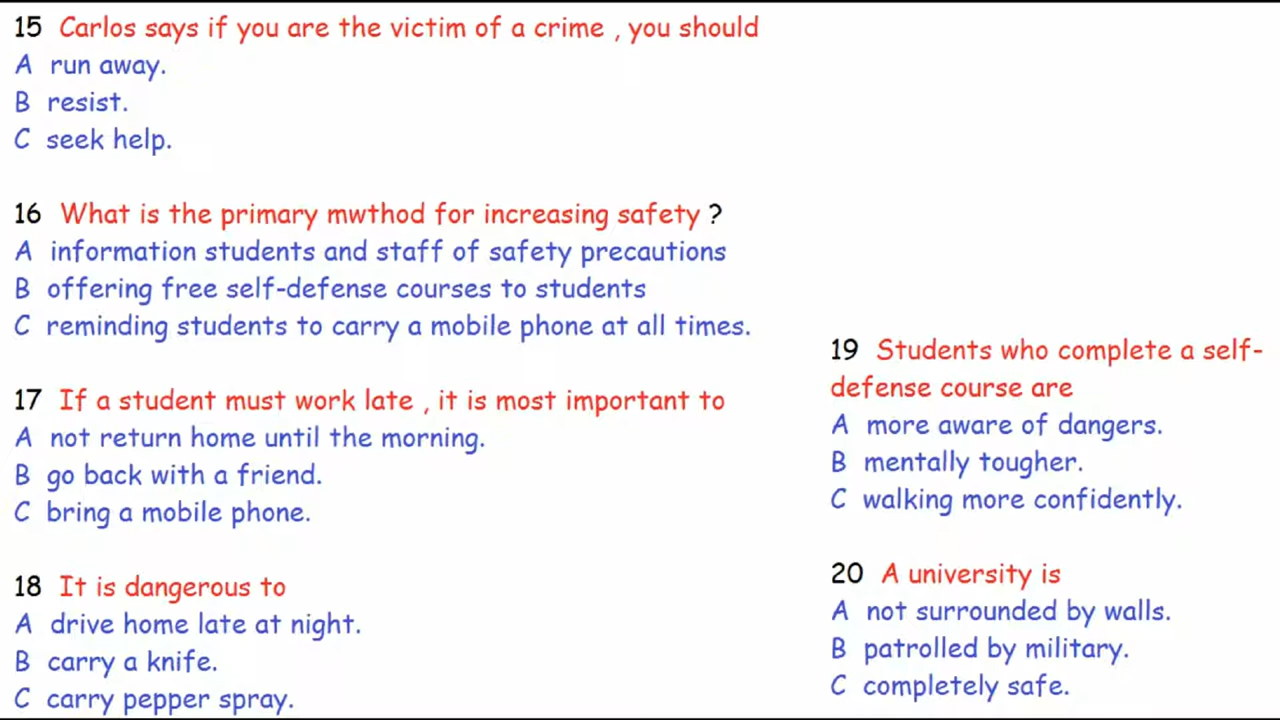 15 Carlos says if you are the victim of a crime , you should
A run away.
B resist.
C seek help.
16 What is the primary mwthod for increasing safety ?
A information students and staff of safety precautions
B offering free self-defense courses to students
C reminding students to carry a mobile phone at all times.
17 If a student must work late , it is most important to
A not return home until the morning.
B go back with a friend.
C bring a mobile phone.
18 It is dangerous to
A drive home late at night.
B carry a knife.
C carry pepper spray.
19 Students who complete a self-
defense course are
A more aware of dangers.
B mentally tougher.
C walking more confidently.
20 A university is
A not surrounded by walls.
B patrolled by military.
C completely safe.